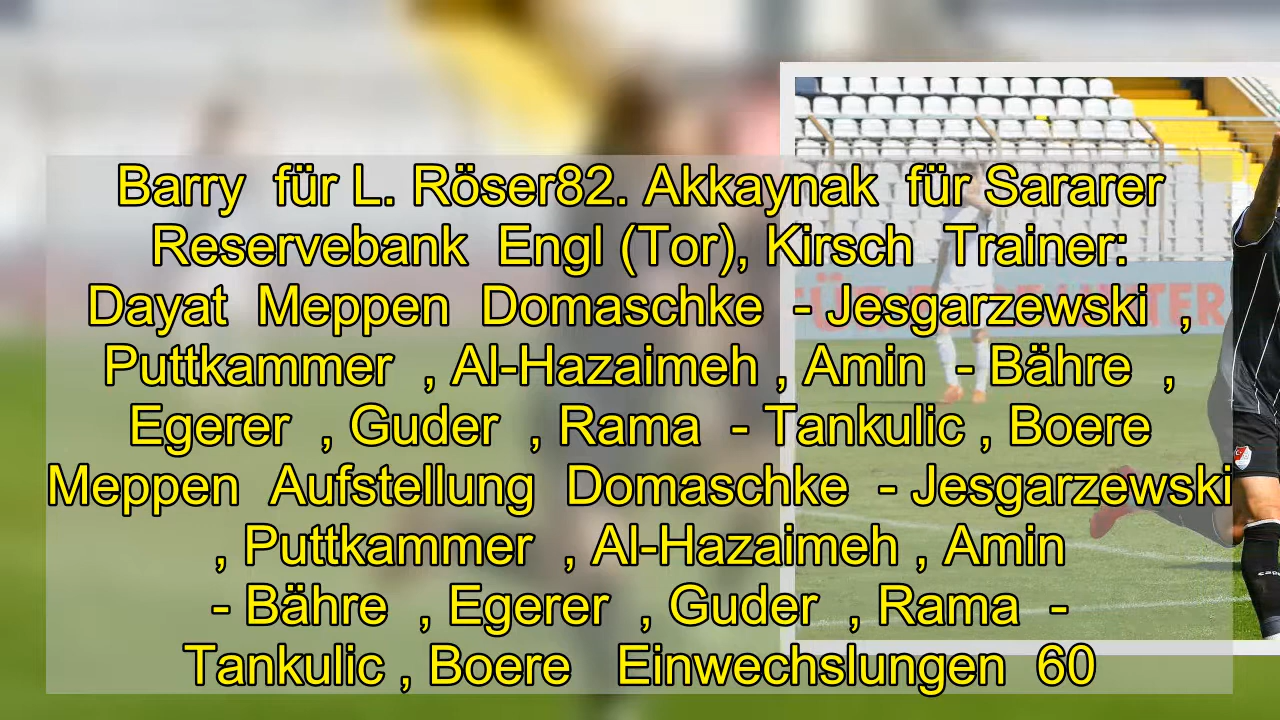 Barry  für L. Röser82. Akkaynak  für Sararer
Reservebank  Engl (Tor), Kirsch  Trainer:
Dayat  Meppen  Domaschke  - Jesgarzewski  ,
Puttkammer  , Al-Hazaimeh , Amin  - Bähre  ,
Egerer  , Guder  , Rama  - Tankulic , Boere
Meppen  Aufstellung  Domaschke  - Jesgarzewski
, Puttkammer  , Al-Hazaimeh , Amin
- Bähre  , Egerer  , Guder  , Rama  -
Tankulic , Boere   Einwechslungen  60